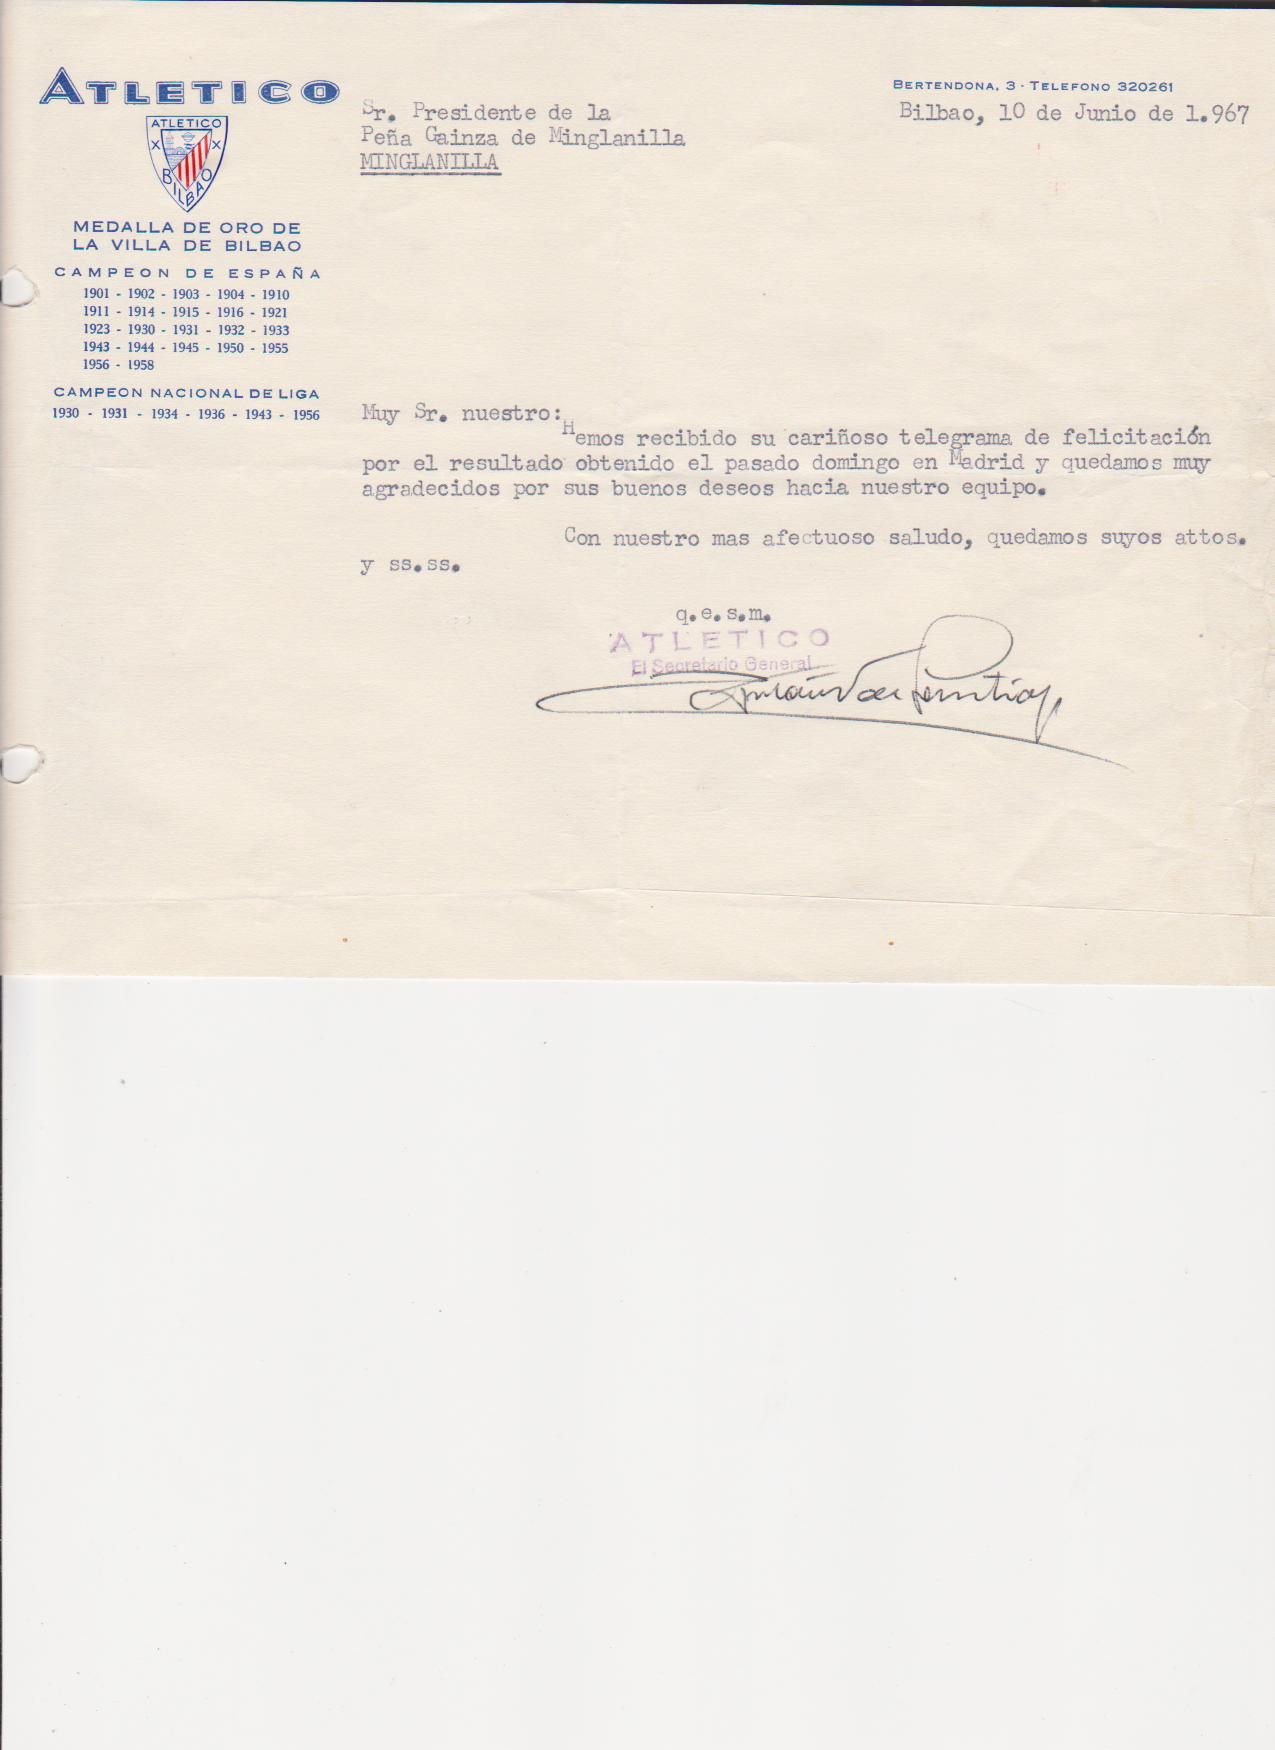 ATLETICO
ATLETICO
BILBAO
MEDALLA DE ORO DE
LA VILLA DE BILBAO
CAMPEON DE ESPAÑA
1901 - 1902 - 1903 - 1904 - 1910
1911 - 1914 - 1915 - 1916 - 1921
1923 - 1930 - 1931 - 1932 - 1933
1943 - 1944 - 1945 - 1950 - 1955
1956 - 1958
CAMPEON NACIONAL DE LIGA
1930 - 1931 - 1934 - 1936 - 1943 - 1956
BERTENDONA, 3 - TELEFONO 320261
Bilbao, 10 de Junio de 1.967
Sr. Presidente de la
Peña Gainza de Minglanilla
MINGLANILLA
Muy Sr. nuestro:
Hemos recibido su cariñoso telegrama de felicitación
por el resultado obtenido el pasado domingo en Madrid y quedamos muy
agradecidos por sus buenos deseos hacia nuestro equipo.
Con nuestro mas afectuoso saludo, quedamos suyos attos.
y ss.ss.
q.e.s.m.
ATLETICO
El Secretario General